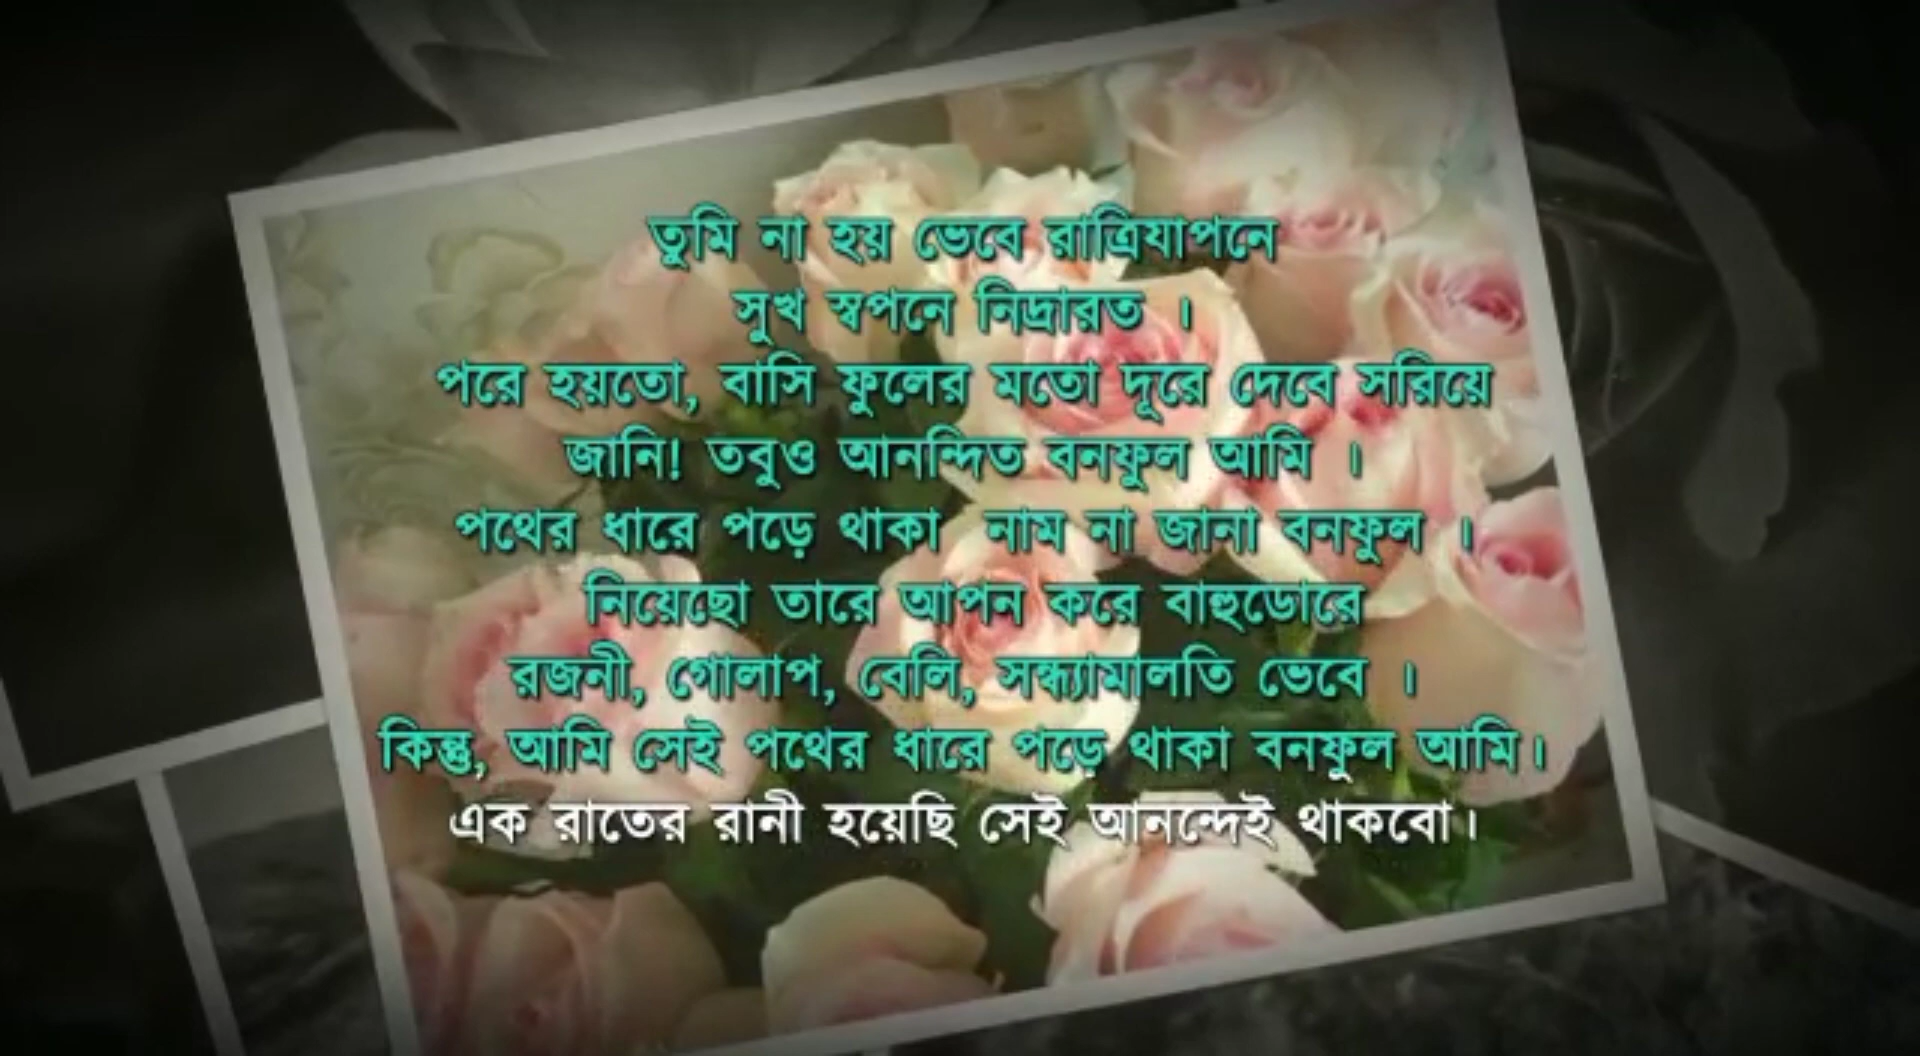 তুমি না হয় ভেবে রাত্রিযাপনে
সুখ স্বপনে নিদ্রারত ।
পরে হয়তো, বাসি ফুলের মতো দূরে দেবে সরিয়ে
জানি! তবুও আনন্দিত বনফুল আমি ।
পথের ধারে পড়ে থাকা নাম না জানা বনফুল ।
নিয়েছো তারে আপন করে বাহুডোরে
রজনী, গোলাপ, বেলি, সন্ধ্যামালতি ভেবে ।
কিন্তু, আমি সেই পথের ধারে পড়ে থাকা বনফুল আমি।
এক রাতের রানী হয়েছি সেই আনন্দেই থাকবো।